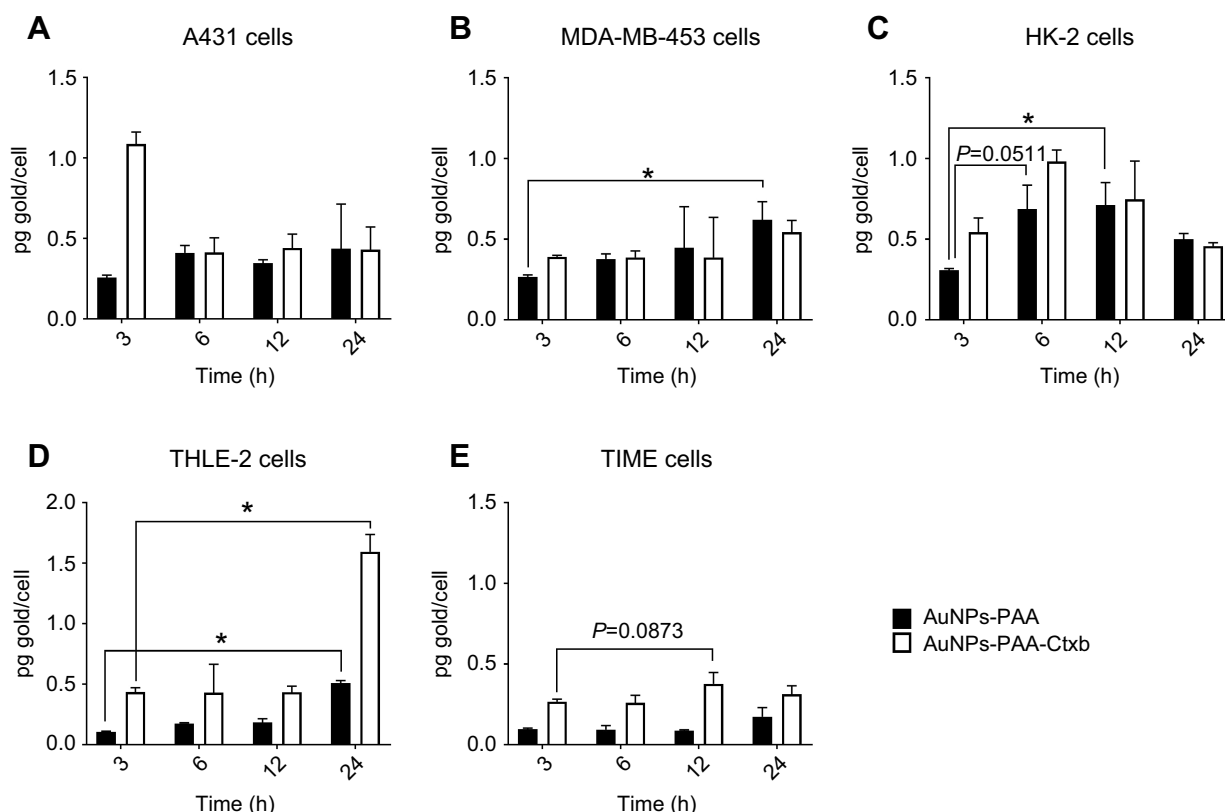 A
A431 cells
pg gold/cell
1.5
1.0
0.5
0.0
3
6
12
24
Time (h)
B
MDA-MB-453 cells
pg gold/cell
1.5
1.0
0.5
0.0
*
3
6
12
24
Time (h)
C
HK-2 cells
pg gold/cell
1.5
1.0
0.5
0.0
*
P=0.0511
3
6
12
24
Time (h)
D
THLE-2 cells
pg gold/cell
2.0
1.5
1.0
0.5
0.0
*
*
3
6
12
24
Time (h)
E
TIME cells
pg gold/cell
1.5
1.0
0.5
0.0
P=0.0873
3
6
12
24
Time (h)
AuNPs-PAA
AuNPs-PAA-Ctxb